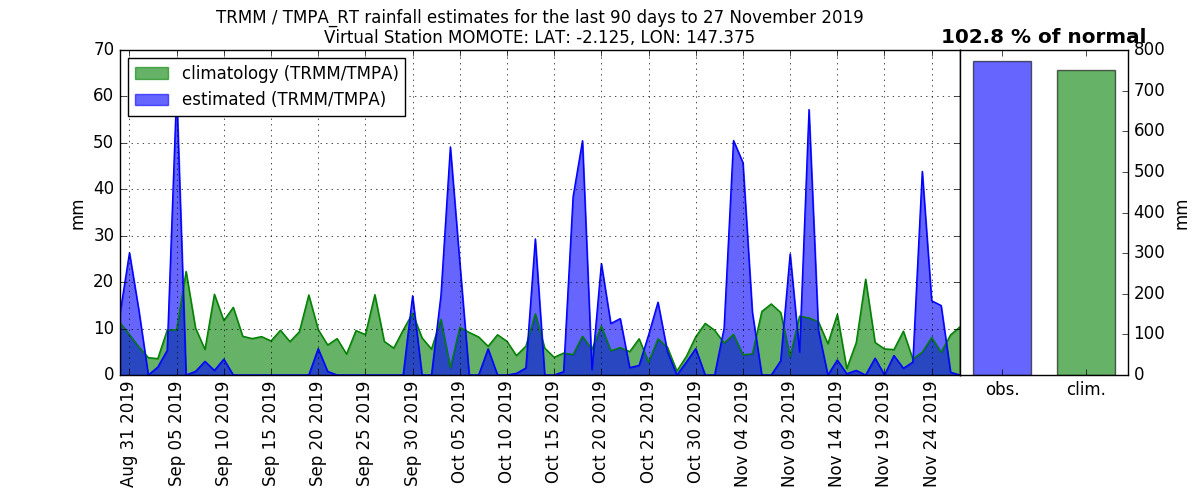 TRMM / TMPA_RT rainfall estimates for the last 90 days to 27 November 2019
Virtual Station MOMOTE: LAT: -2.125, LON: 147.375
102.8 % of normal
climatology (TRMM/TMPA)
estimated (TRMM/TMPA)
70
60
50
40
30
20
10
0
mm
Aug 31 2019
Sep 05 2019
Sep 10 2019
Sep 15 2019
Sep 20 2019
Sep 25 2019
Sep 30 2019
Oct 05 2019
Oct 10 2019
Oct 15 2019
Oct 20 2019
Oct 25 2019
Oct 30 2019
Nov 04 2019
Nov 09 2019
Nov 14 2019
Nov 19 2019
Nov 24 2019
obs.
clim.
800
700
600
500
400
300
200
100
0
mm